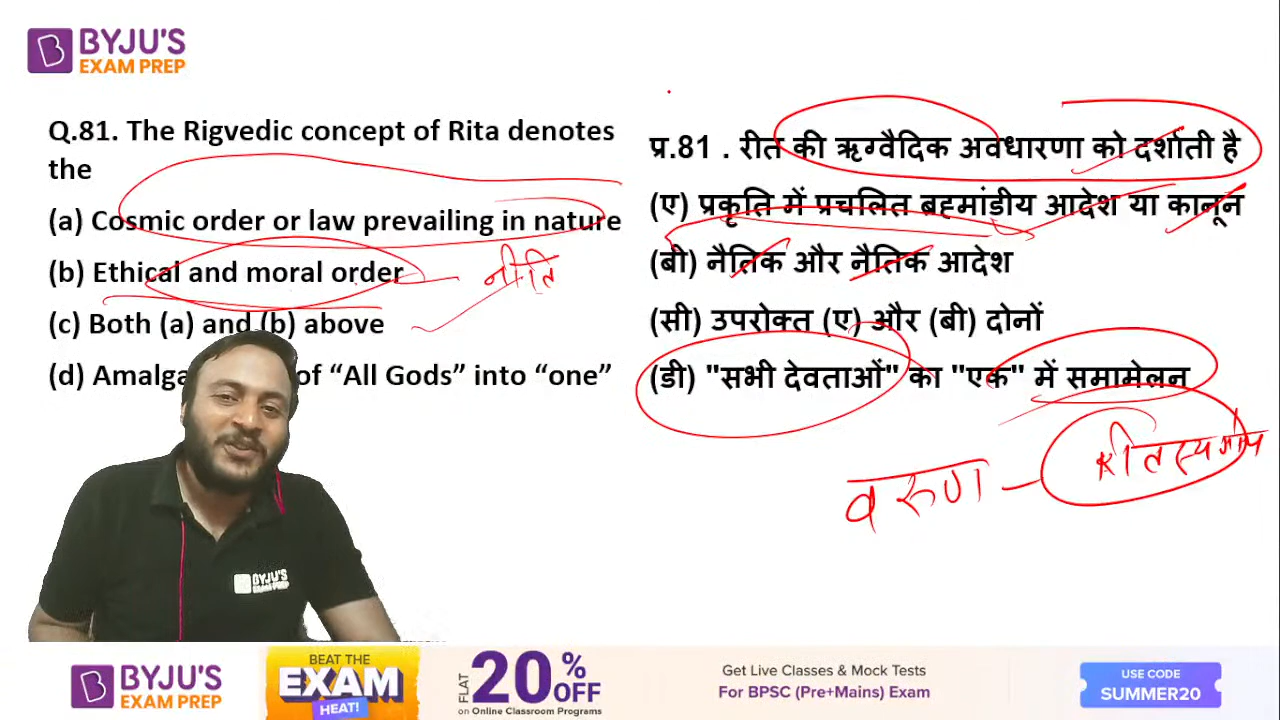 BYJU'S
EXAM PREP
Q.81. The Rigvedic concept of Rita denotes
the
(a) Cosmic order or law prevailing in nature
(b) Ethical and moral order
नीति
(c) Both (a) and (b) above
(d) of “All Gods” into “one”
प्र.81 . रीत की ऋग्वैदिक अवधारणा को दर्शाती है
(ए) प्रकृति में प्रचलित ब्रह्मांडीय आदेश या कानून
(बी) नैतिक और नैतिक आदेश
(सी) उपरोक्त (ए) और (बी) दोनों
(डी) "सभी देवताओं" का "एक" में समामेलन
वरुण –
BYJU'S
EXAM PREP
BYJU'S
EXAM PREP
BEAT THE
EXAM
HEAT!
FLAT 20% OFF
on Online Classroom Programs
Get Live Classes & Mock Tests
For BPSC (Pre+Mains) Exam
USE CODE
SUMMER20